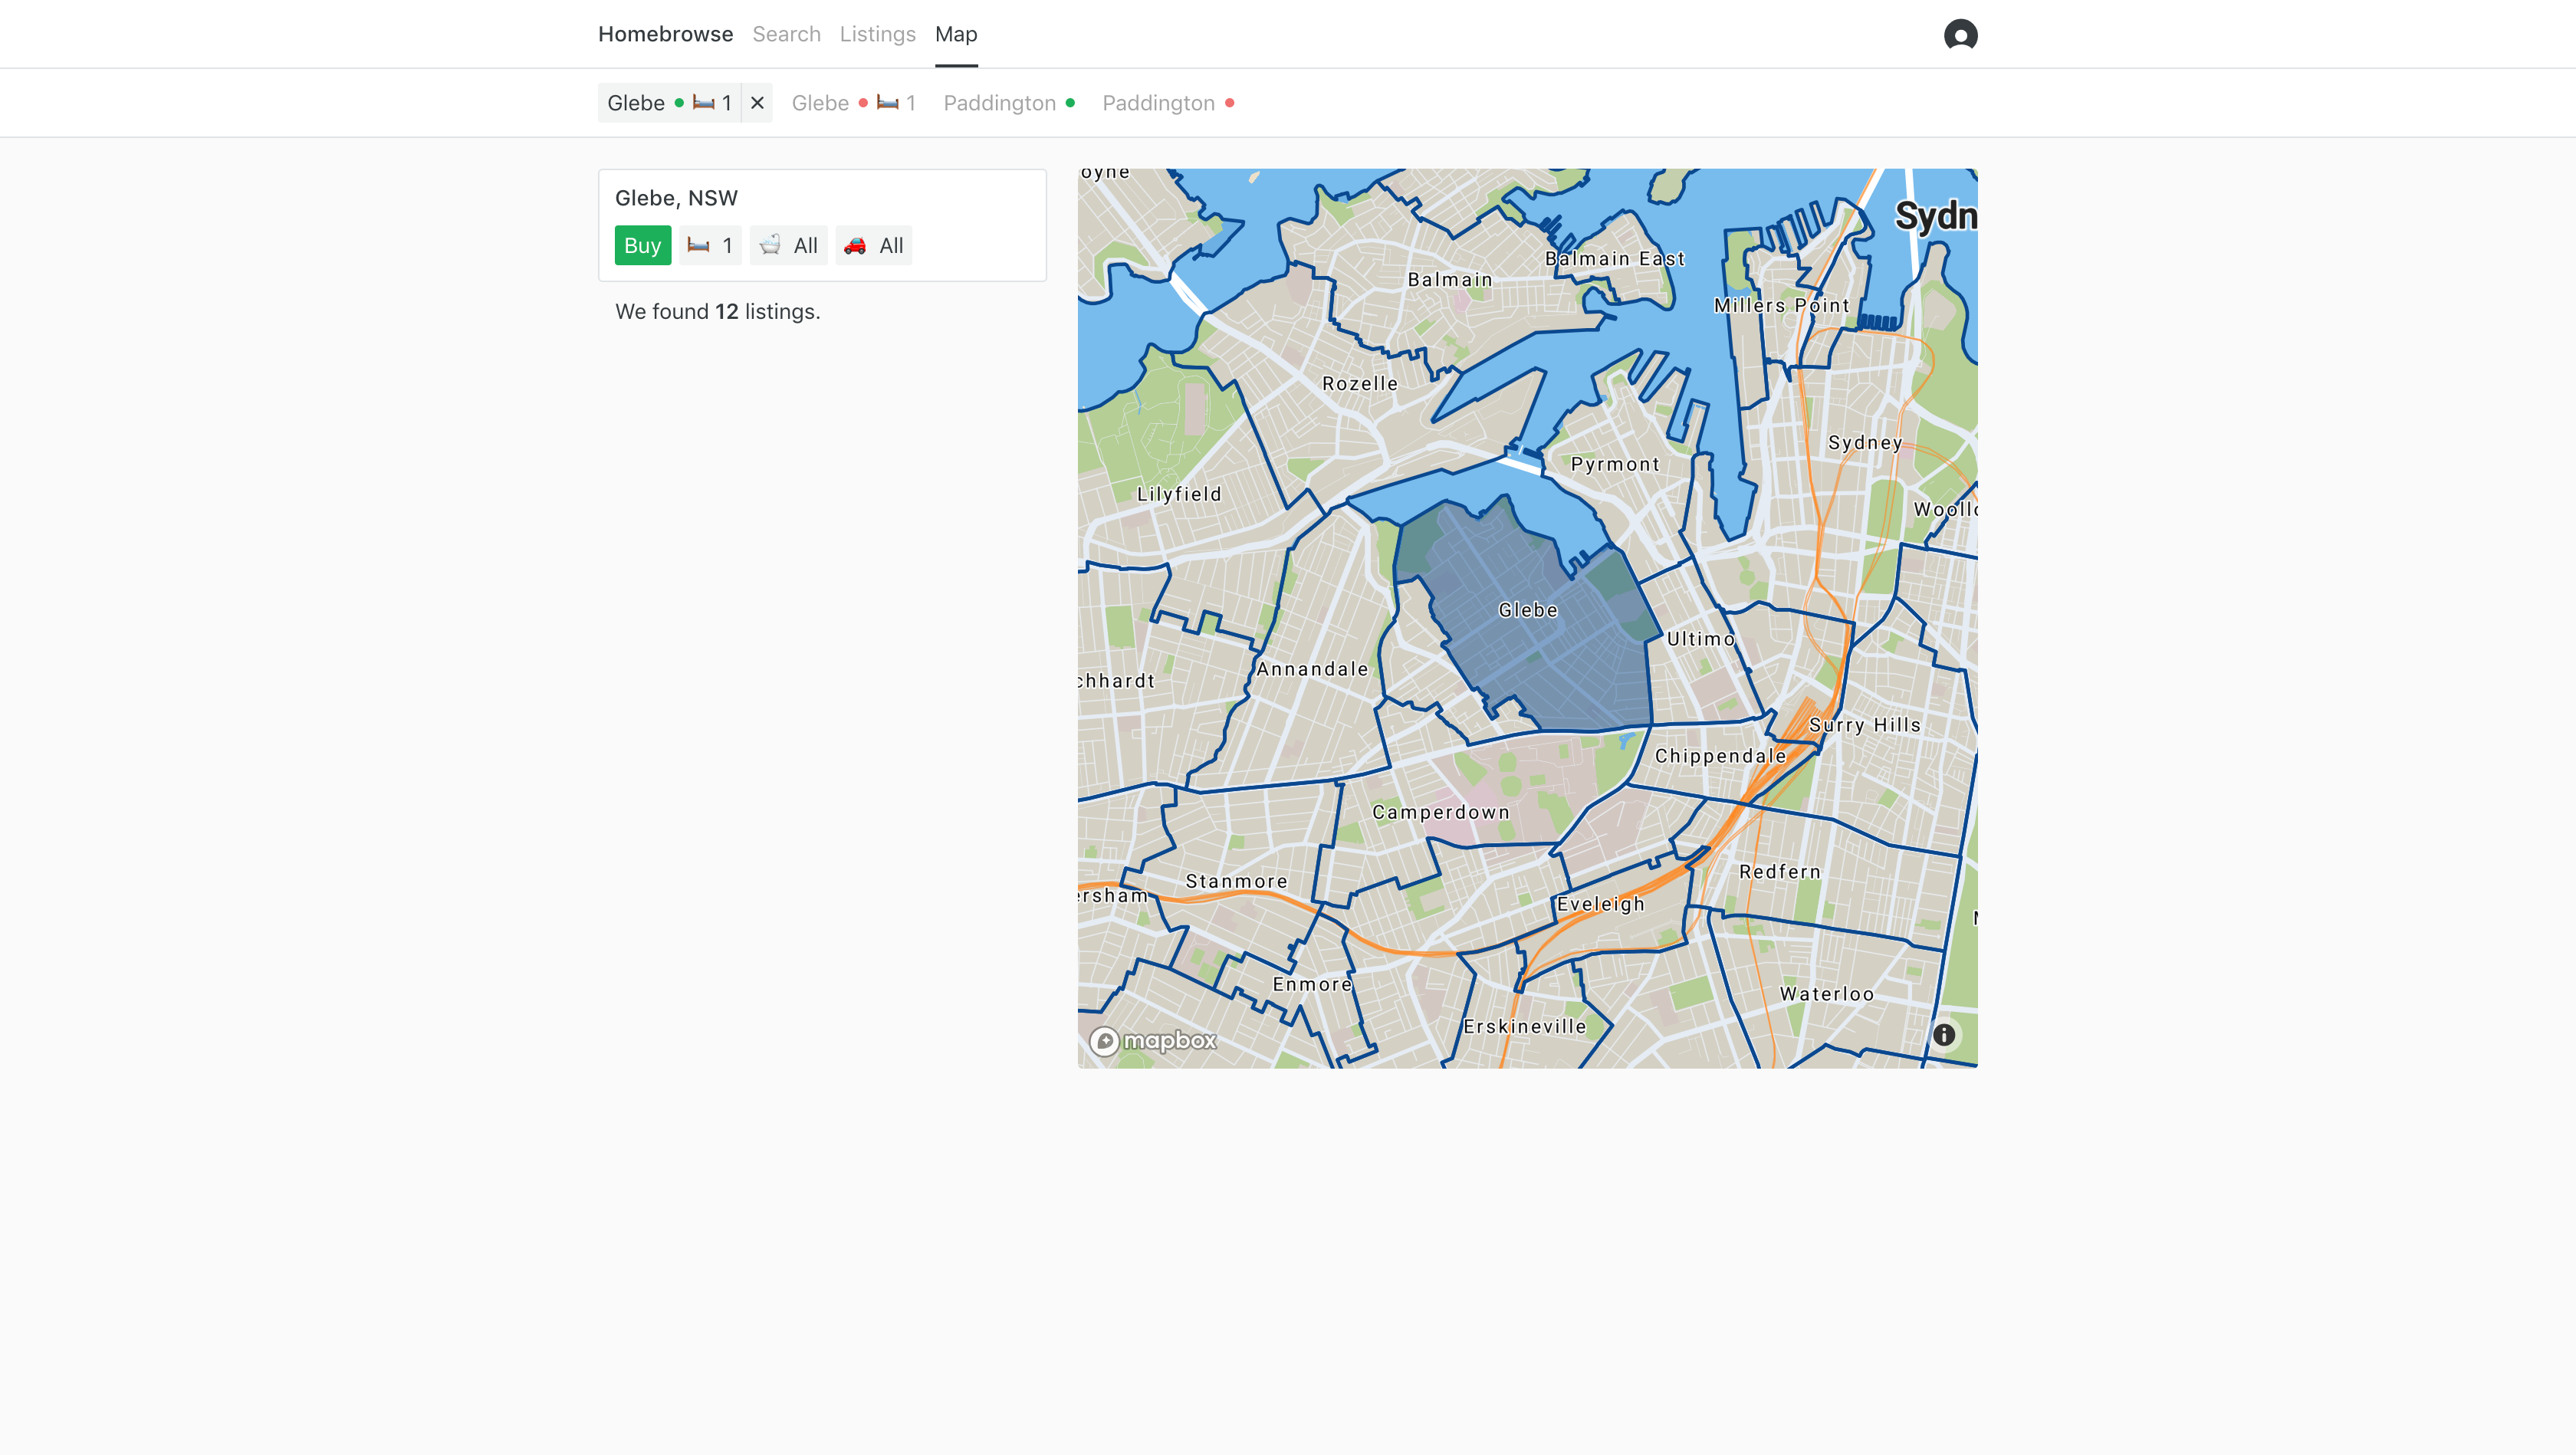 Homebrowse Search Listings Map
Glebe 1 × Glebe 1 Paddington Paddington
Glebe, NSW
Buy 1 All All
We found 12 listings.
oyne
Sydn
Balmain East
Balmain
Millers Point
Rozelle
Sydney
Pyrmont
Lilyfield
Woollo
Glebe
Ultimo
Annandale
chhardt
Surry Hills
Chippendale
Camperdown
Redfern
Stanmore
ersham
Eveleigh
Enmore
Waterloo
Erskineville
mapbox